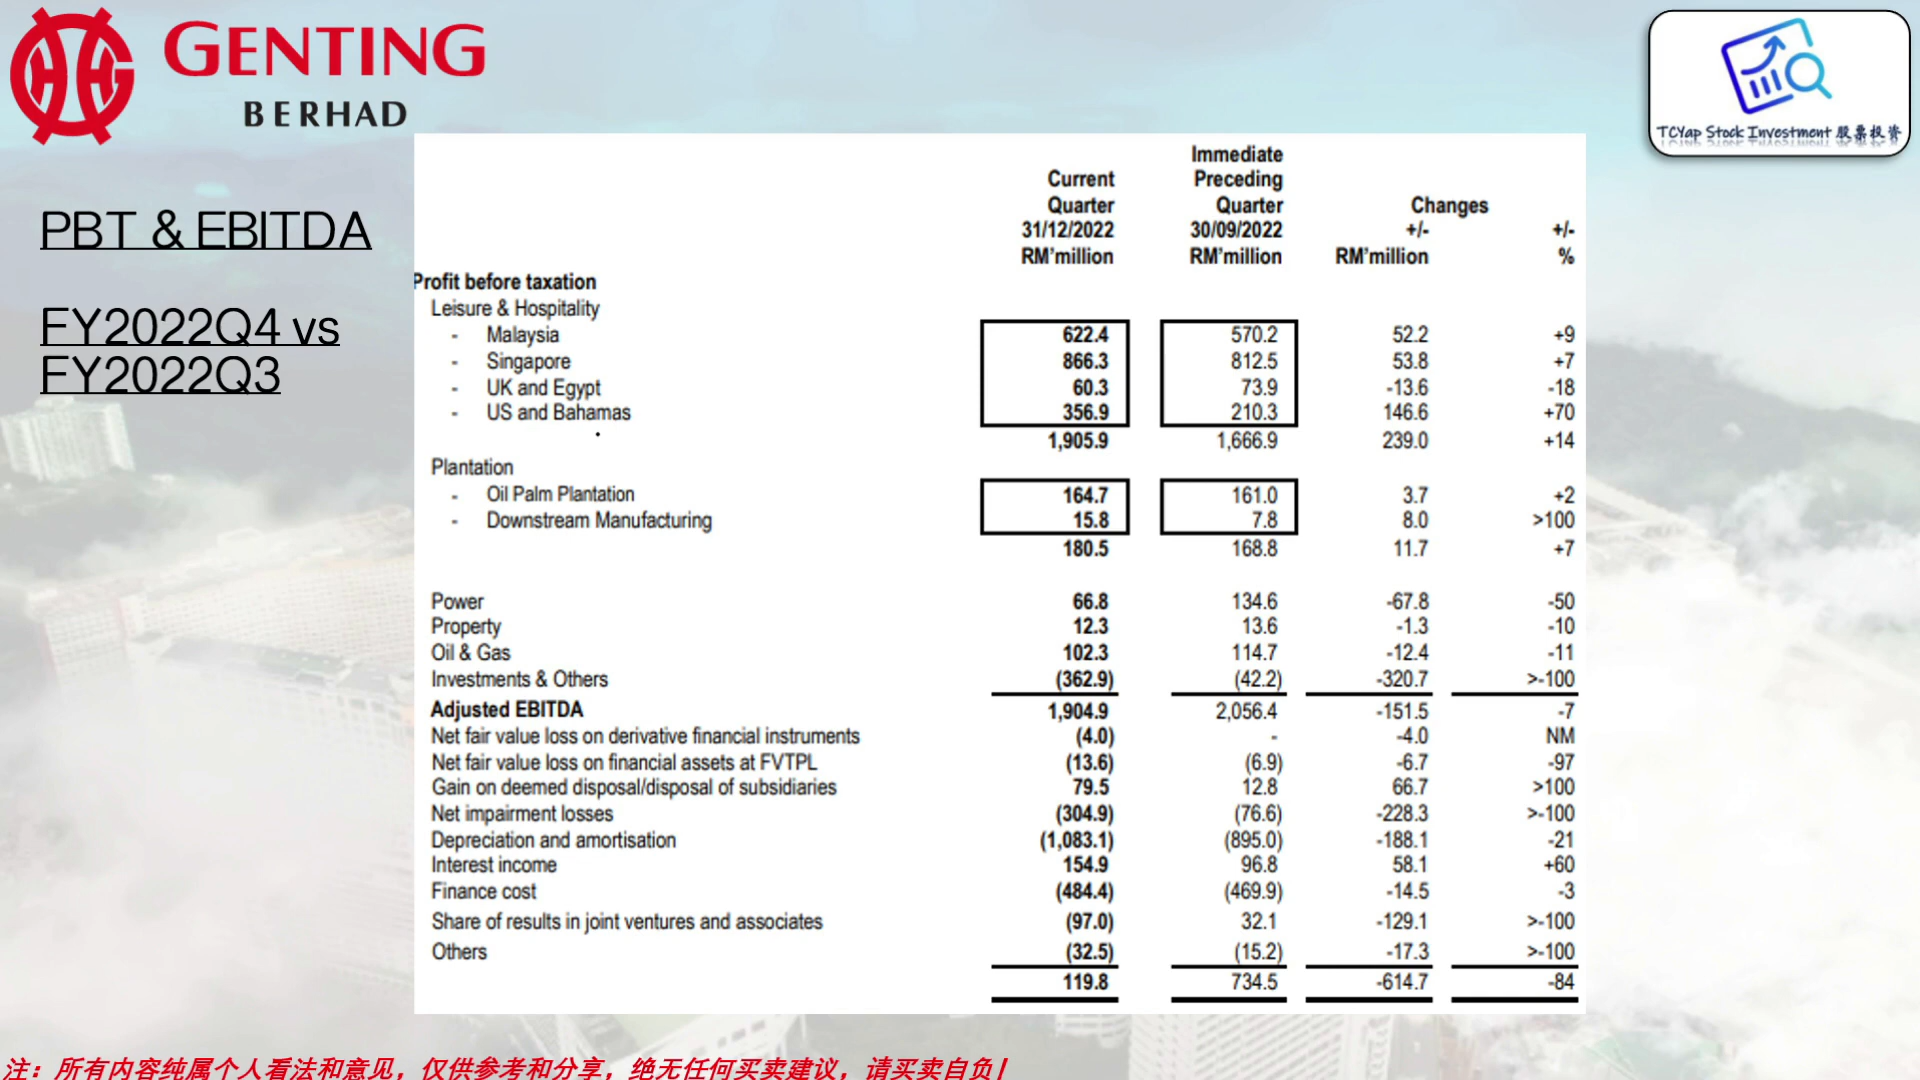 GENTING
BERHAD
TCYap Stock Investment 股票投资
PBT & EBITDA
FY2022Q4 vs
FY2022Q3
Immediate
Current Preceding
Quarter Quarter Changes
31/12/2022 30/09/2022 +/- +/-
RM'million RM'million RM'million %
Profit before taxation
Leisure & Hospitality
- Malaysia 622.4 570.2 52.2 +9
- Singapore 866.3 812.5 53.8 +7
- UK and Egypt 60.3 73.9 -13.6 -18
- US and Bahamas 356.9 210.3 146.6 +70
1,905.9 1,666.9 239.0 +14
Plantation
- Oil Palm Plantation 164.7 161.0 3.7 +2
- Downstream Manufacturing 15.8 7.8 8.0 >100
180.5 168.8 11.7 +7
Power 66.8 134.6 -67.8 -50
Property 12.3 13.6 -1.3 -10
Oil & Gas 102.3 114.7 -12.4 -11
Investments & Others (362.9) (42.2) -320.7 >-100
Adjusted EBITDA 1,904.9 2,056.4 -151.5 -7
Net fair value loss on derivative financial instruments (4.0) - -4.0 NM
Net fair value loss on financial assets at FVTPL (13.6) (6.9) -6.7 -97
Gain on deemed disposal/disposal of subsidiaries 79.5 12.8 66.7 >100
Net impairment losses (304.9) (76.6) -228.3 >-100
Depreciation and amortisation (1,083.1) (895.0) -188.1 -21
Interest income 154.9 96.8 58.1 +60
Finance cost (484.4) (469.9) -14.5 -3
Share of results in joint ventures and associates (97.0) 32.1 -129.1 >-100
Others (32.5) (15.2) -17.3 >-100
119.8 734.5 -614.7 -84
注：所有内容纯属个人看法和意见，仅供参考和分享，绝无任何买卖建议，请买卖自负！